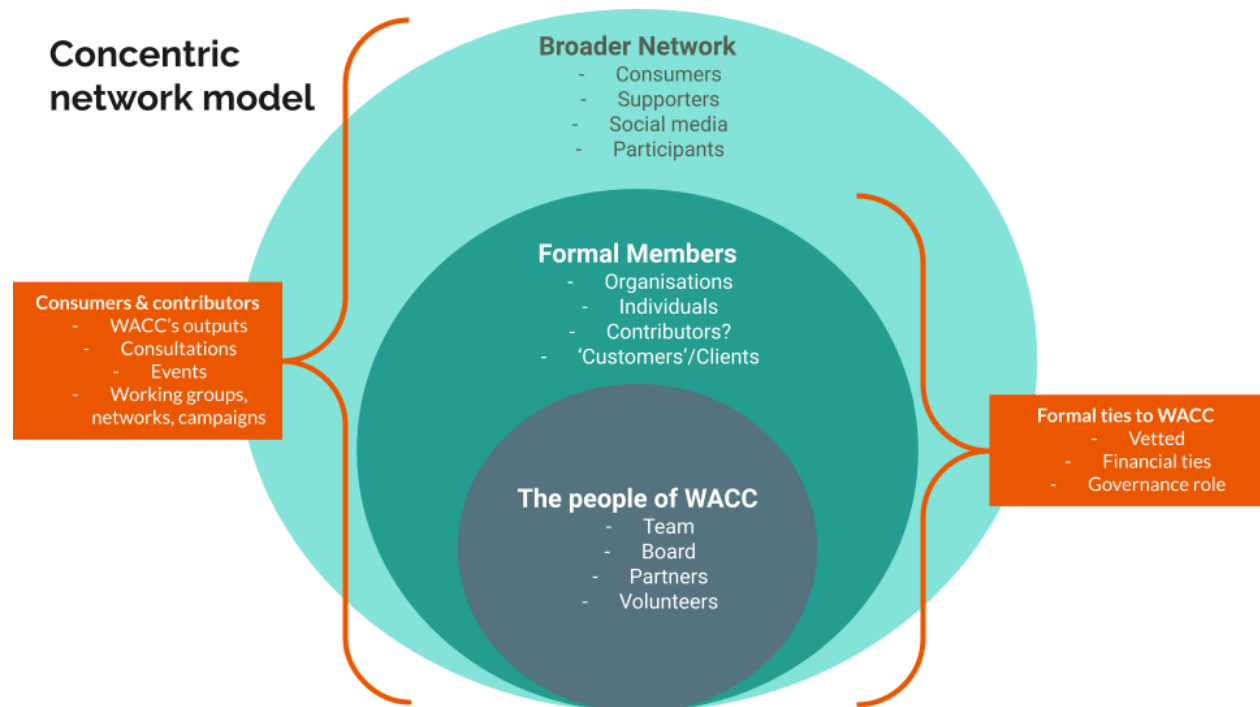 Concentric
network model
Broader Network
- Consumers
- Supporters
- Social media
- Participants
Formal Members
- Organisations
- Individuals
- Contributors?
- ‘Customers’/Clients
Consumers & contributors
- WACC’s outputs
- Consultations
- Events
- Working groups,
networks, campaigns
Formal ties to WACC
- Vetted
- Financial ties
- Governance role
The people of WACC
- Team
- Board
- Partners
- Volunteers